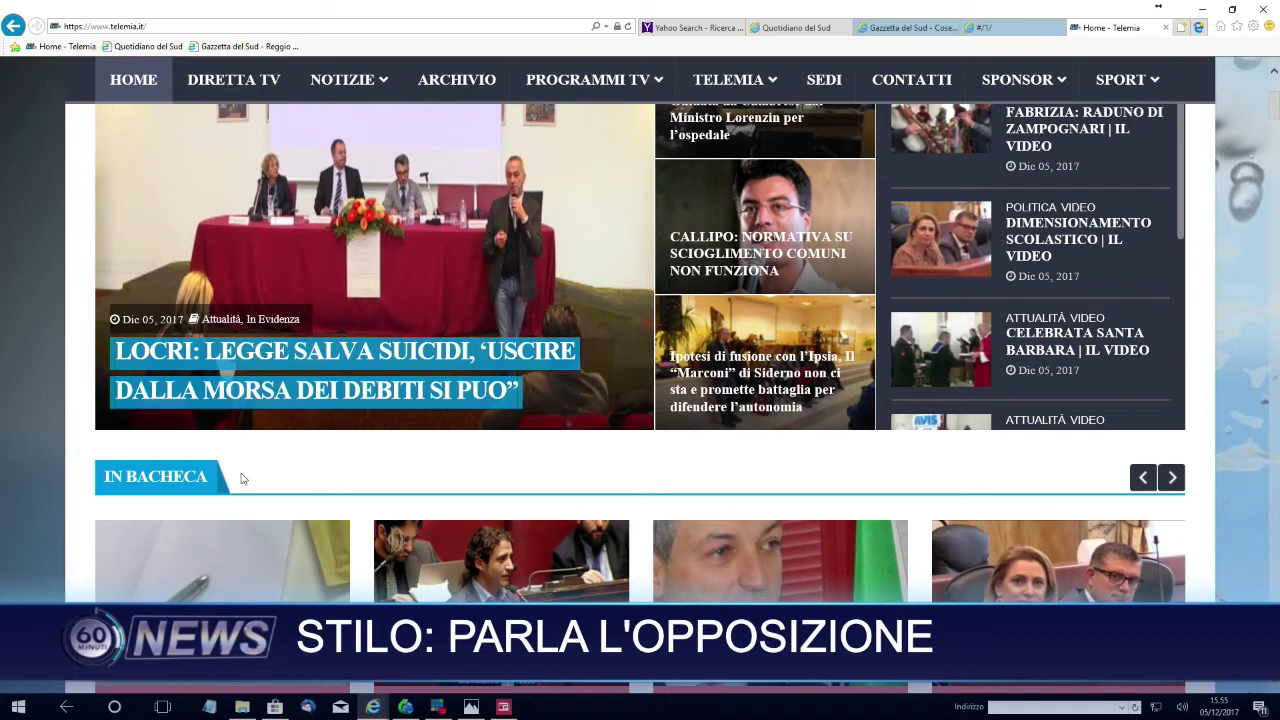 https://www.telemia.it/
Yahoo Search - Ricerca ...
Quotidiano del Sud
Gazzetta del Sud - Cose...
#/1/
Home - Telemia
Home - Telemia
Quotidiano del Sud
Gazzetta del Sud - Reggio ...
HOME
DIRETTA TV
NOTIZIE
ARCHIVIO
PROGRAMMI TV
TELEMIA
SEDI
CONTATTI
SPONSOR
SPORT
Dic 05, 2017
Attualità, In Evidenza
LOCRI: LEGGE SALVA SUICIDI, ‘USCIRE
DALLA MORSA DEI DEBITI SI PUO”
Ministro Lorenzin per
l’ospedale
CALLIPO: NORMATIVA SU
SCIOGLIMENTO COMUNI
NON FUNZIONA
Ipotesi di fusione con l’Ipsia, Il
“Marconi” di Siderno non ci
sta e promette battaglia per
difendere l’autonomia
FABRIZIA: RADUNO DI
ZAMPOGNARI | IL
VIDEO
Dic 05, 2017
POLITICA VIDEO
DIMENSIONAMENTO
SCOLASTICO | IL
VIDEO
Dic 05, 2017
ATTUALITÀ VIDEO
CELEBRATA SANTA
BARBARA | IL VIDEO
Dic 05, 2017
ATTUALITÀ VIDEO
AVIS
IN BACHECA
60
MINUTI
NEWS
STILO: PARLA L'OPPOSIZIONE
Indirizzo
15.55
05/12/2017